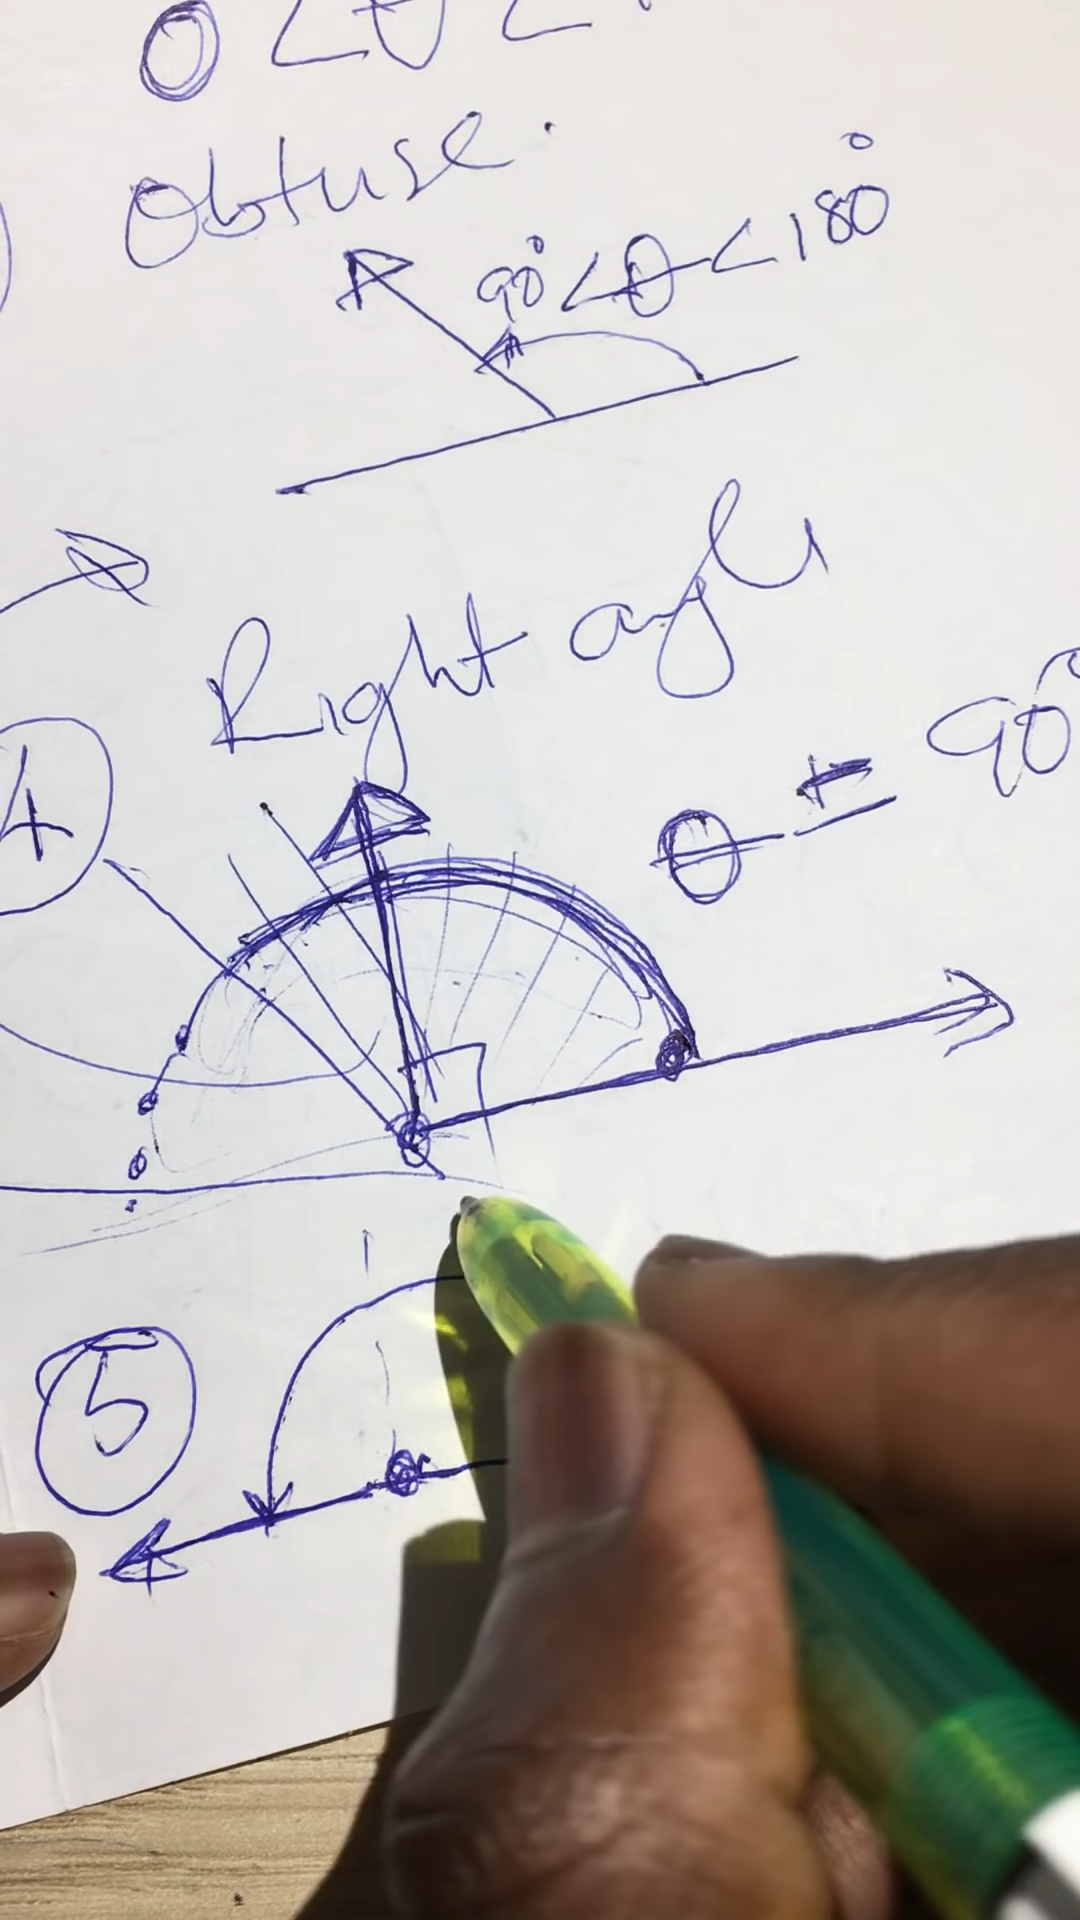 0 < θ <
Obtuse.
90° < θ < 180°
Right angle
4
θ = 90°
5